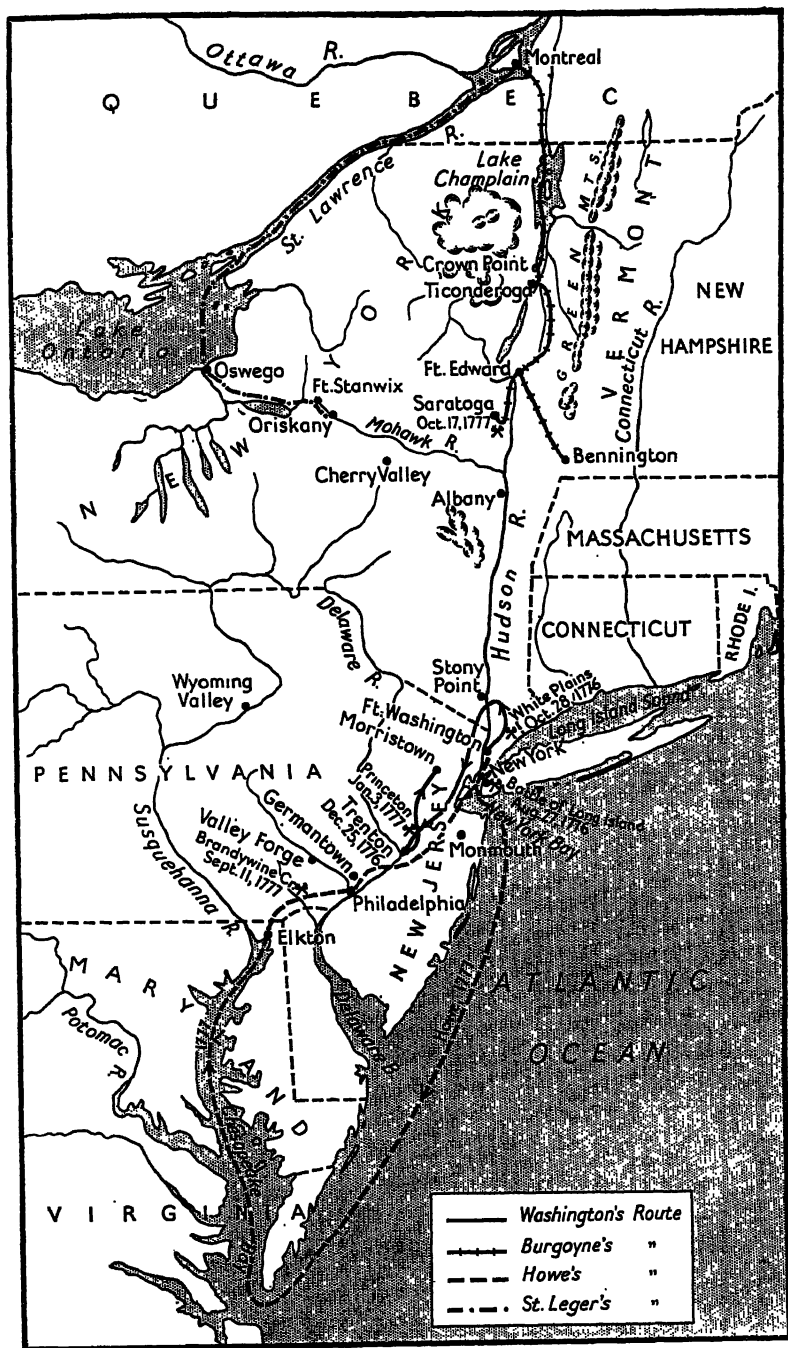 Ottawa R.
Montreal
QUEBEC
St. Lawrence R.
Lake
Champlain
GREEN MTS.
VERMONT
Crown Point
Ticonderoga
NEW
HAMPSHIRE
Connecticut R.
Lake
Ontario
Oswego
Ft. Stanwix
Oriskany
Mohawk R.
Ft. Edward
Saratoga
Oct. 17, 1777
Bennington
Cherry Valley
NEW YORK
Albany
Hudson R.
MASSACHUSETTS
CONNECTICUT
RHODE I.
Delaware R.
Stony
Point
Wyoming
Valley
White Plains
Oct. 28, 1776
Long Island Sound
Ft. Washington
Morristown
New York
Battle of Long Island
Aug. 27, 1776
New York Bay
PENNSYLVANIA
Princeton
Jan. 3, 1777
Trenton
Dec. 25, 1776
Germantown
Valley Forge
Brandywine Cr.
Sept. 11, 1777
Monmouth
Philadelphia
NEW JERSEY
Susquehanna R.
Elkton
MARYLAND
Potomac
R.
Delaware B.
Howe 1777
ATLANTIC
OCEAN
Chesapeake
Bay
VIRGINIA
Washington's Route
Burgoyne's "
Howe's "
St. Leger's "